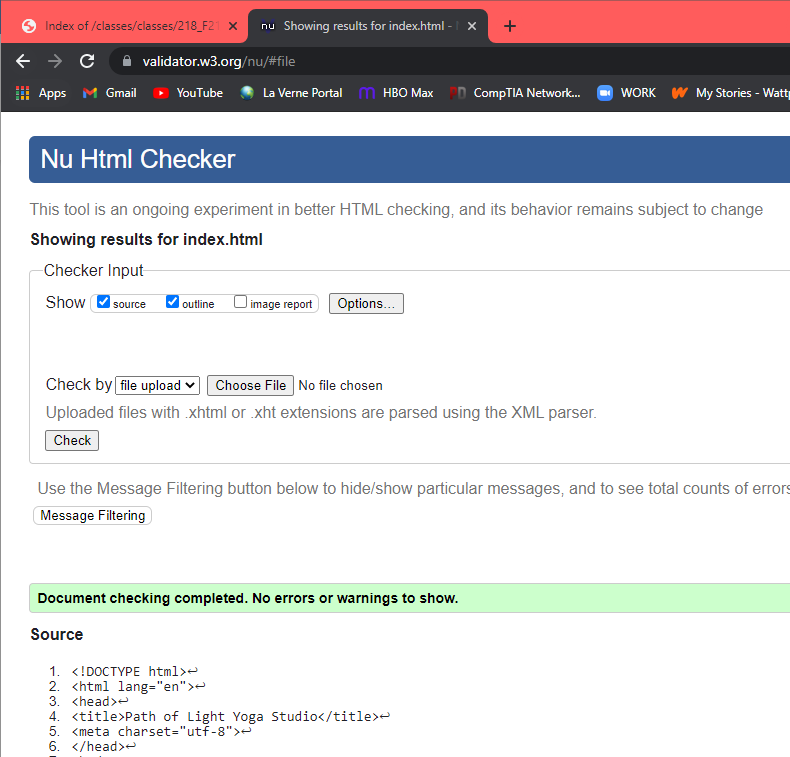 Index of /classes/classes/218_F21
nu Showing results for index.html -
validator.w3.org/nu/#file
Apps Gmail YouTube La Verne Portal HBO Max CompTIA Network... WORK My Stories - Wattp
Nu Html Checker
This tool is an ongoing experiment in better HTML checking, and its behavior remains subject to change
Showing results for index.html
Checker Input
Show source outline image report Options...
Check by file upload Choose File No file chosen
Uploaded files with .xhtml or .xht extensions are parsed using the XML parser.
Check
Use the Message Filtering button below to hide/show particular messages, and to see total counts of errors
Message Filtering
Document checking completed. No errors or warnings to show.
Source
1. <!DOCTYPE html>↩
2. <html lang="en">↩
3. <head>↩
4. <title>Path of Light Yoga Studio</title>↩
5. <meta charset="utf-8">↩
6. </head>↩